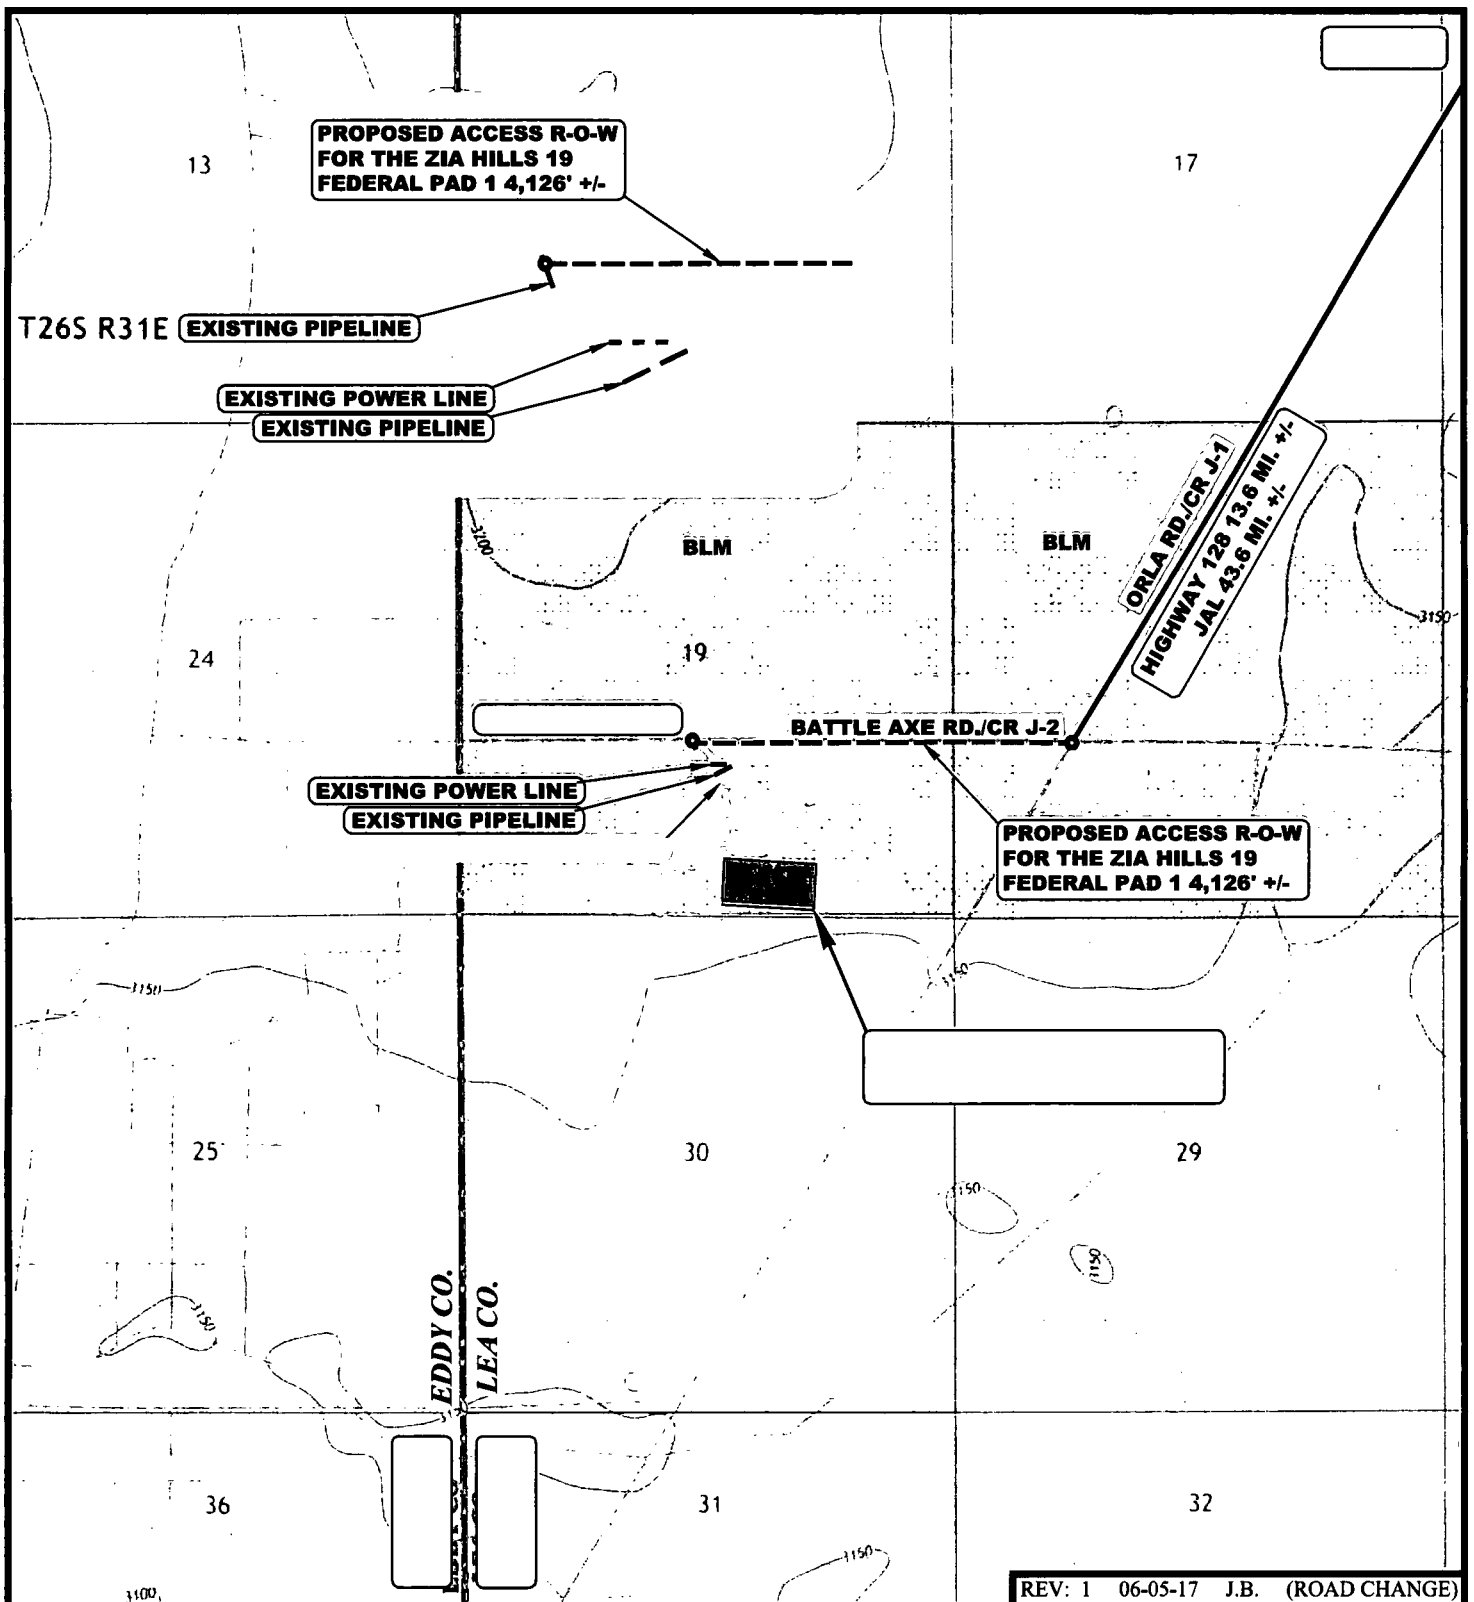 PROPOSED ACCESS R-O-W
FOR THE ZIA HILLS 19
FEDERAL PAD 1 4,126' +/-
13
17
T26S R31E
EXISTING PIPELINE
EXISTING POWER LINE
EXISTING PIPELINE
ORLA RD./CR J-1
HIGHWAY 128 13.6 MI. +/-
JAL 43.6 MI. +/-
3200
BLM
BLM
3150
24
19
BATTLE AXE RD./CR J-2
EXISTING POWER LINE
EXISTING PIPELINE
PROPOSED ACCESS R-O-W
FOR THE ZIA HILLS 19
FEDERAL PAD 1 4,126' +/-
3150
3150
25
30
29
3150
3150
3150
EDDY CO.
LEA CO.
36
31
32
3150
3100
REV: 1 06-05-17 J.B. (ROAD CHANGE)